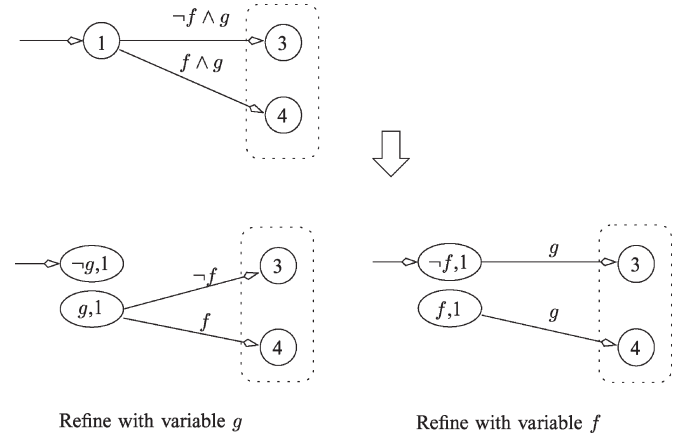 ¬f ∧ g
1
3
f ∧ g
4
¬g,1
¬f
3
g,1
f
4
¬f,1
g
3
f,1
g
4
Refine with variable g
Refine with variable f